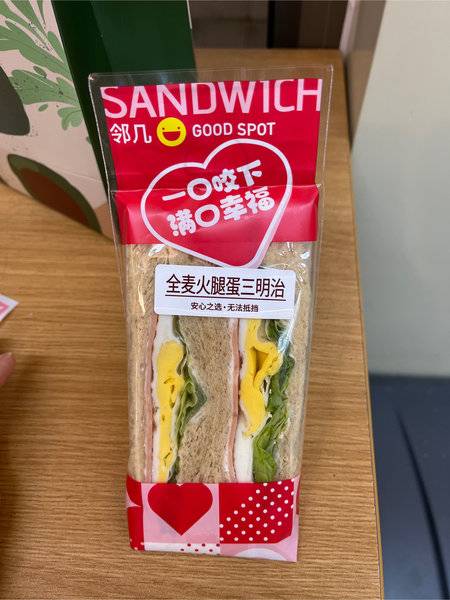 SANDWICH
邻几 GOOD SPOT
一口咬下
满口幸福
全麦火腿蛋三明治
安心之选·无法抵挡